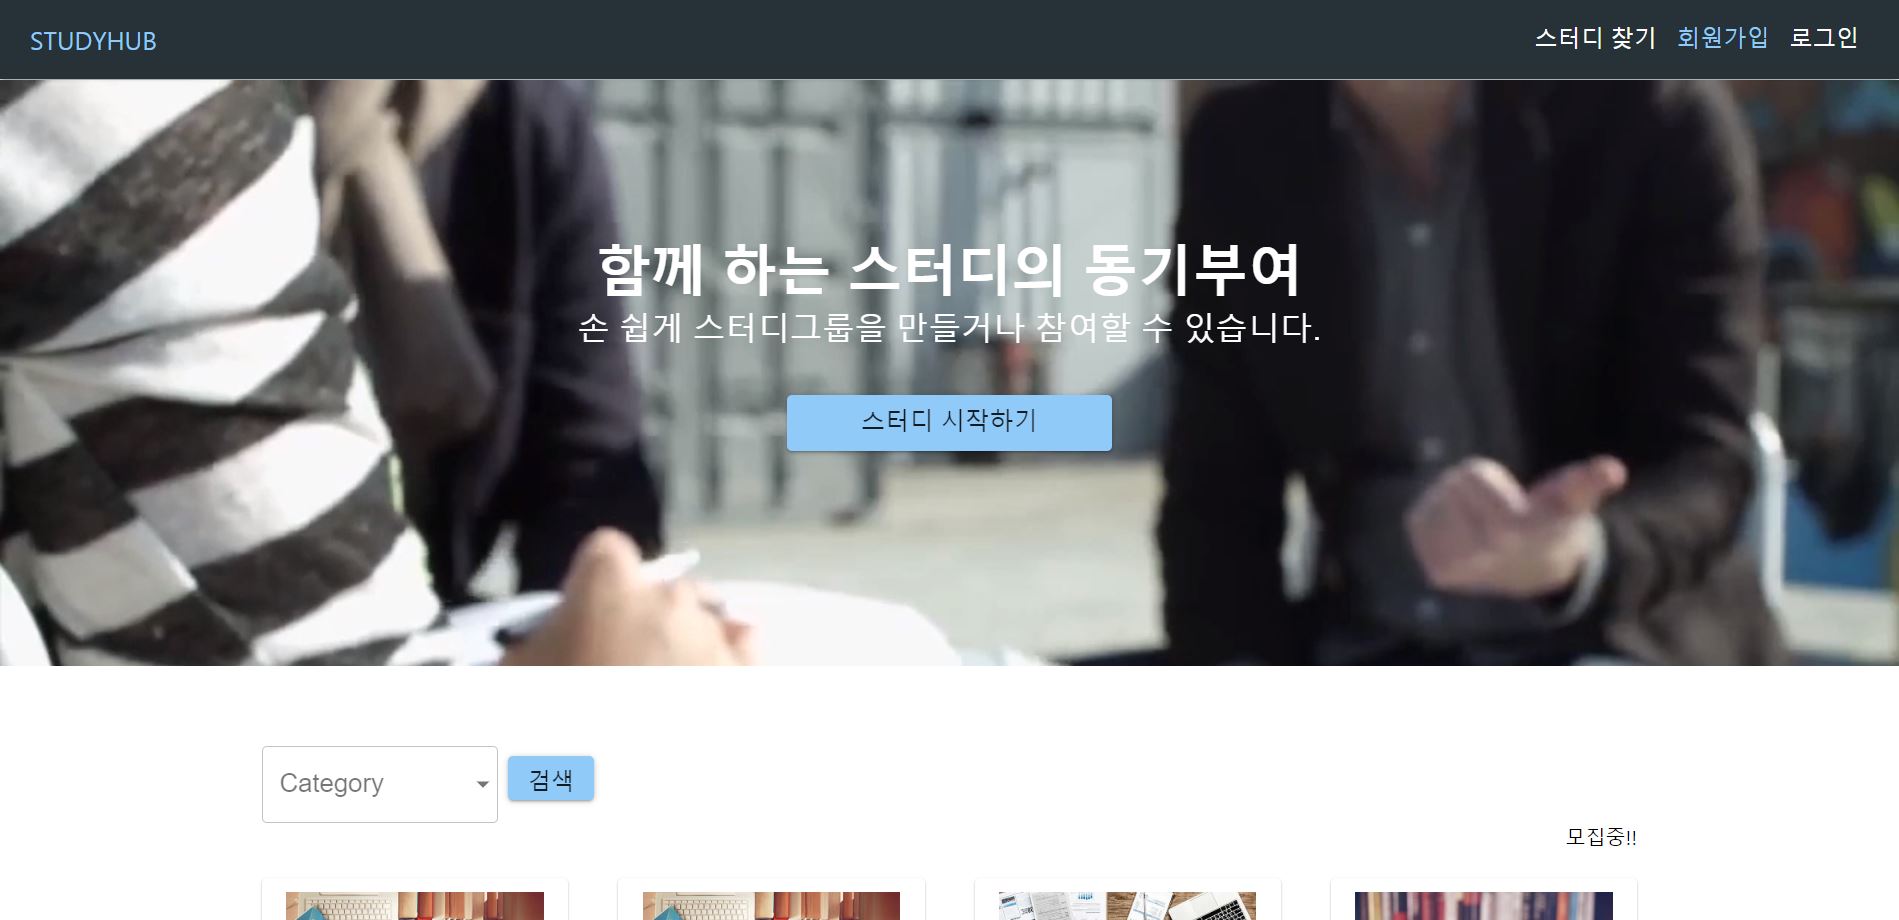 STUDYHUB
스터디 찾기 회원가입 로그인
함께 하는 스터디의 동기부여
손 쉽게 스터디그룹을 만들거나 참여할 수 있습니다.
스터디 시작하기
Category
검색
모집중!!